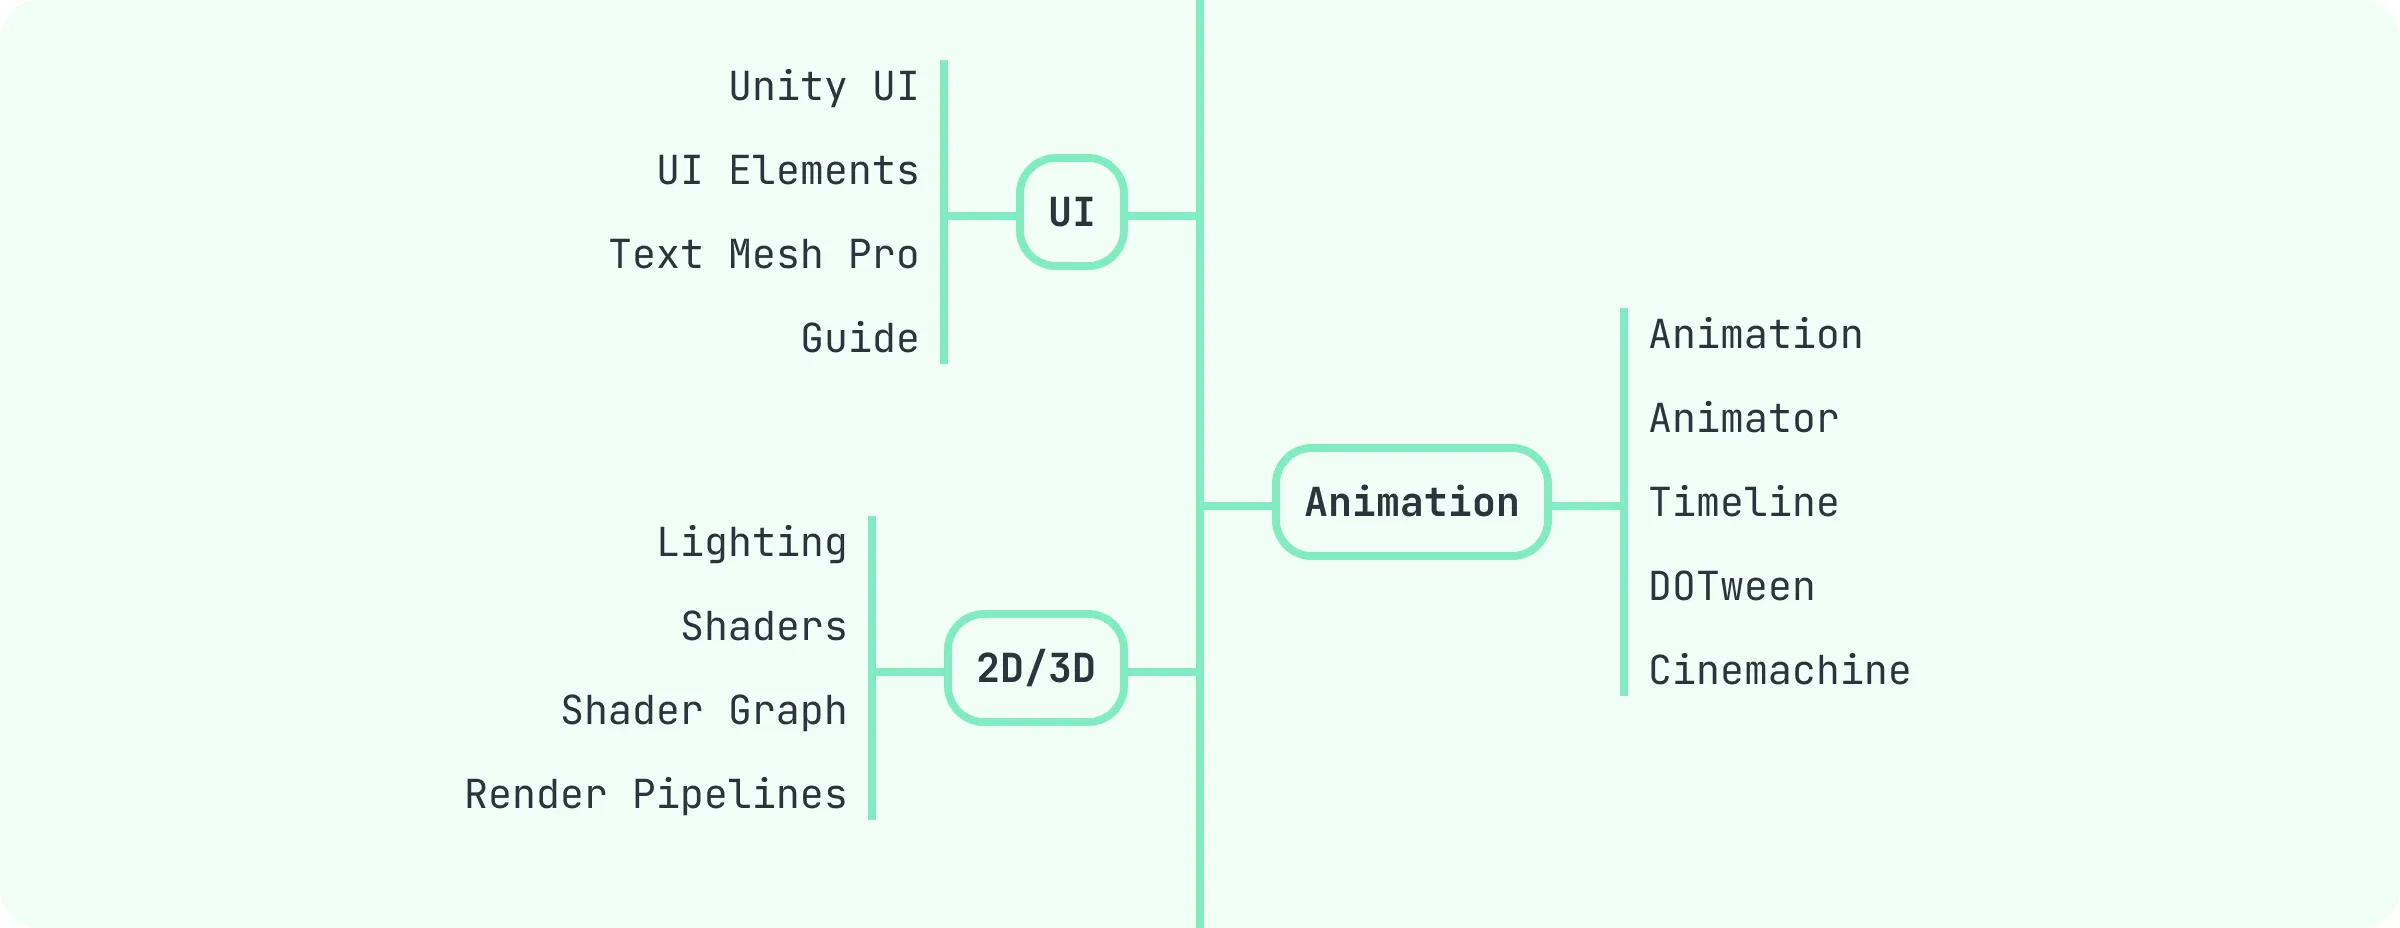 Unity UI
UI Elements
Text Mesh Pro
Guide
UI
Animation
Animator
Timeline
DOTween
Cinemachine
Animation
Lighting
Shaders
Shader Graph
Render Pipelines
2D/3D